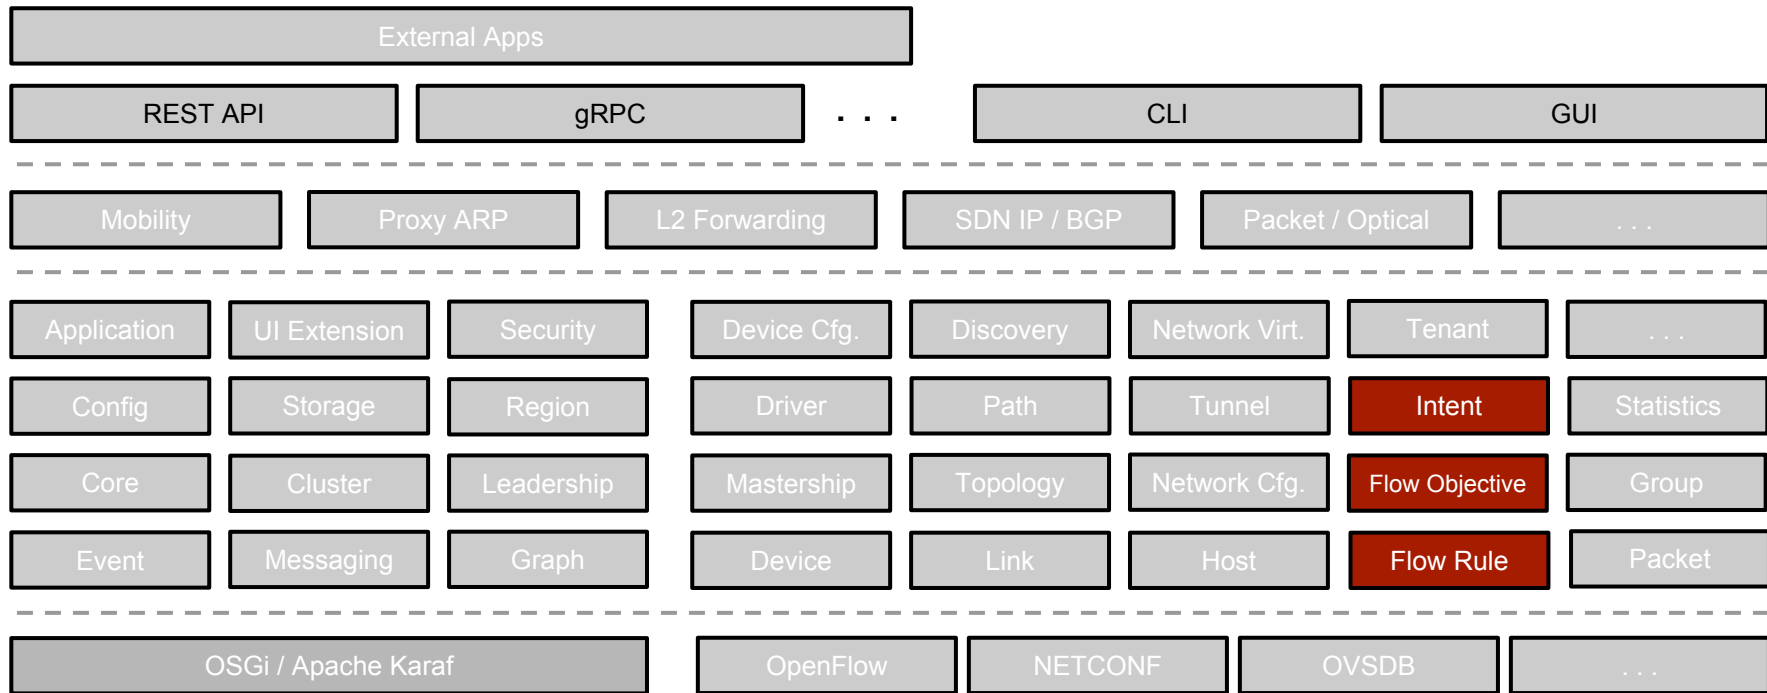 External Apps
REST API gRPC . . . CLI GUI
Mobility Proxy ARP L2 Forwarding SDN IP / BGP Packet / Optical . . .
Application UI Extension Security Device Cfg. Discovery Network Virt. Tenant . . .
Config Storage Region Driver Path Tunnel Intent Statistics
Core Cluster Leadership Mastership Topology Network Cfg. Flow Objective Group
Event Messaging Graph Device Link Host Flow Rule Packet
OSGi / Apache Karaf OpenFlow NETCONF OVSDB . . .